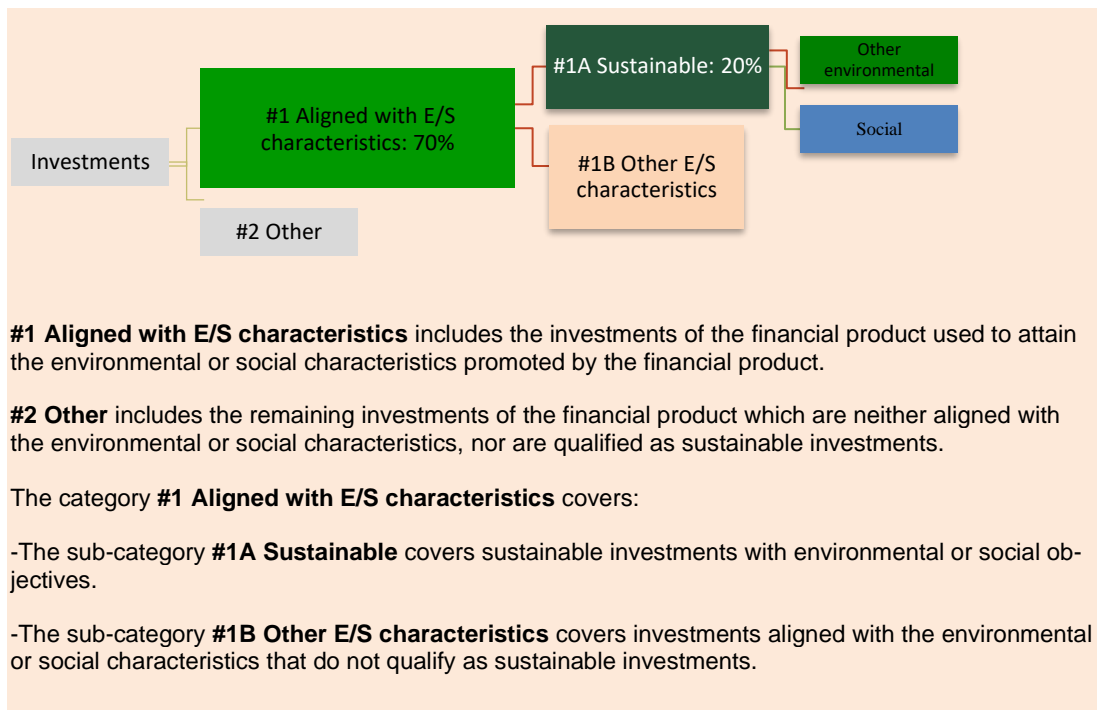 Investments
#1 Aligned with E/S
characteristics: 70%
#2 Other
#1A Sustainable: 20%
#1B Other E/S
characteristics
Other
environmental
Social
#1 Aligned with E/S characteristics includes the investments of the financial product used to attain
the environmental or social characteristics promoted by the financial product.
#2 Other includes the remaining investments of the financial product which are neither aligned with
the environmental or social characteristics, nor are qualified as sustainable investments.
The category #1 Aligned with E/S characteristics covers:
-The sub-category #1A Sustainable covers sustainable investments with environmental or social ob-
jectives.
-The sub-category #1B Other E/S characteristics covers investments aligned with the environmental
or social characteristics that do not qualify as sustainable investments.